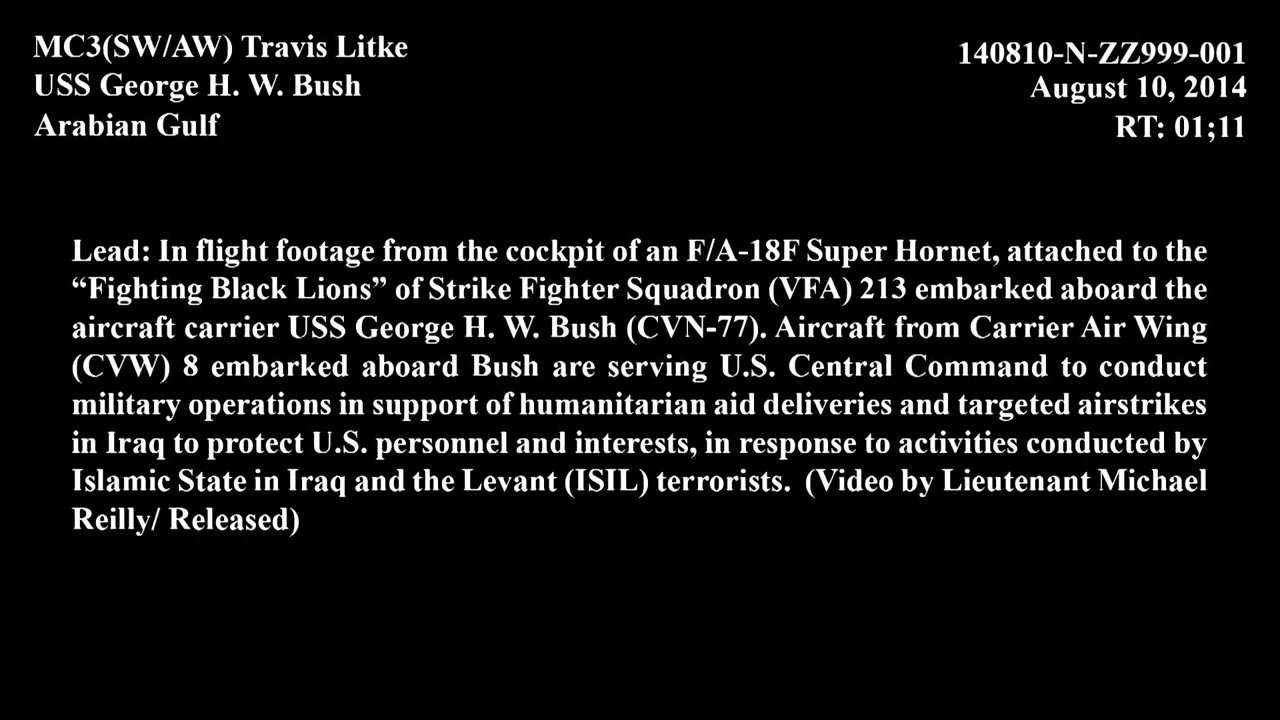 MC3(SW/AW) Travis Litke
USS George H. W. Bush
Arabian Gulf
140810-N-ZZ999-001
August 10, 2014
RT: 01;11
Lead: In flight footage from the cockpit of an F/A-18F Super Hornet, attached to the
“Fighting Black Lions” of Strike Fighter Squadron (VFA) 213 embarked aboard the
aircraft carrier USS George H. W. Bush (CVN-77). Aircraft from Carrier Air Wing
(CVW) 8 embarked aboard Bush are serving U.S. Central Command to conduct
military operations in support of humanitarian aid deliveries and targeted airstrikes
in Iraq to protect U.S. personnel and interests, in response to activities conducted by
Islamic State in Iraq and the Levant (ISIL) terrorists.  (Video by Lieutenant Michael
Reilly/ Released)